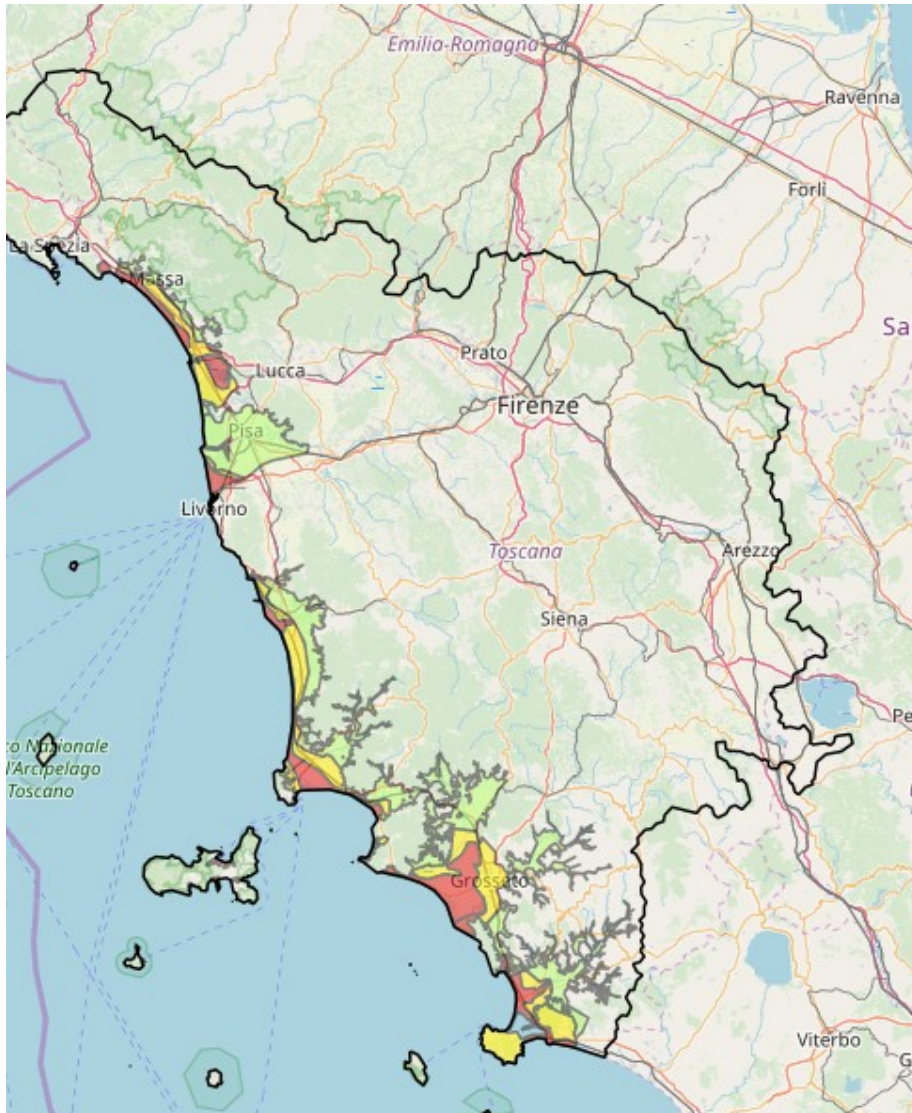 Emilia-Romagna
Ravenna
Forlì
La Spezia
Massa
Sa
Prato
Lucca
Firenze
Pisa
Livorno
Toscana
Arezzo
Siena
Pe
co Nazionale
l'Arcipelago
Toscano
Grosseto
Viterbo
G